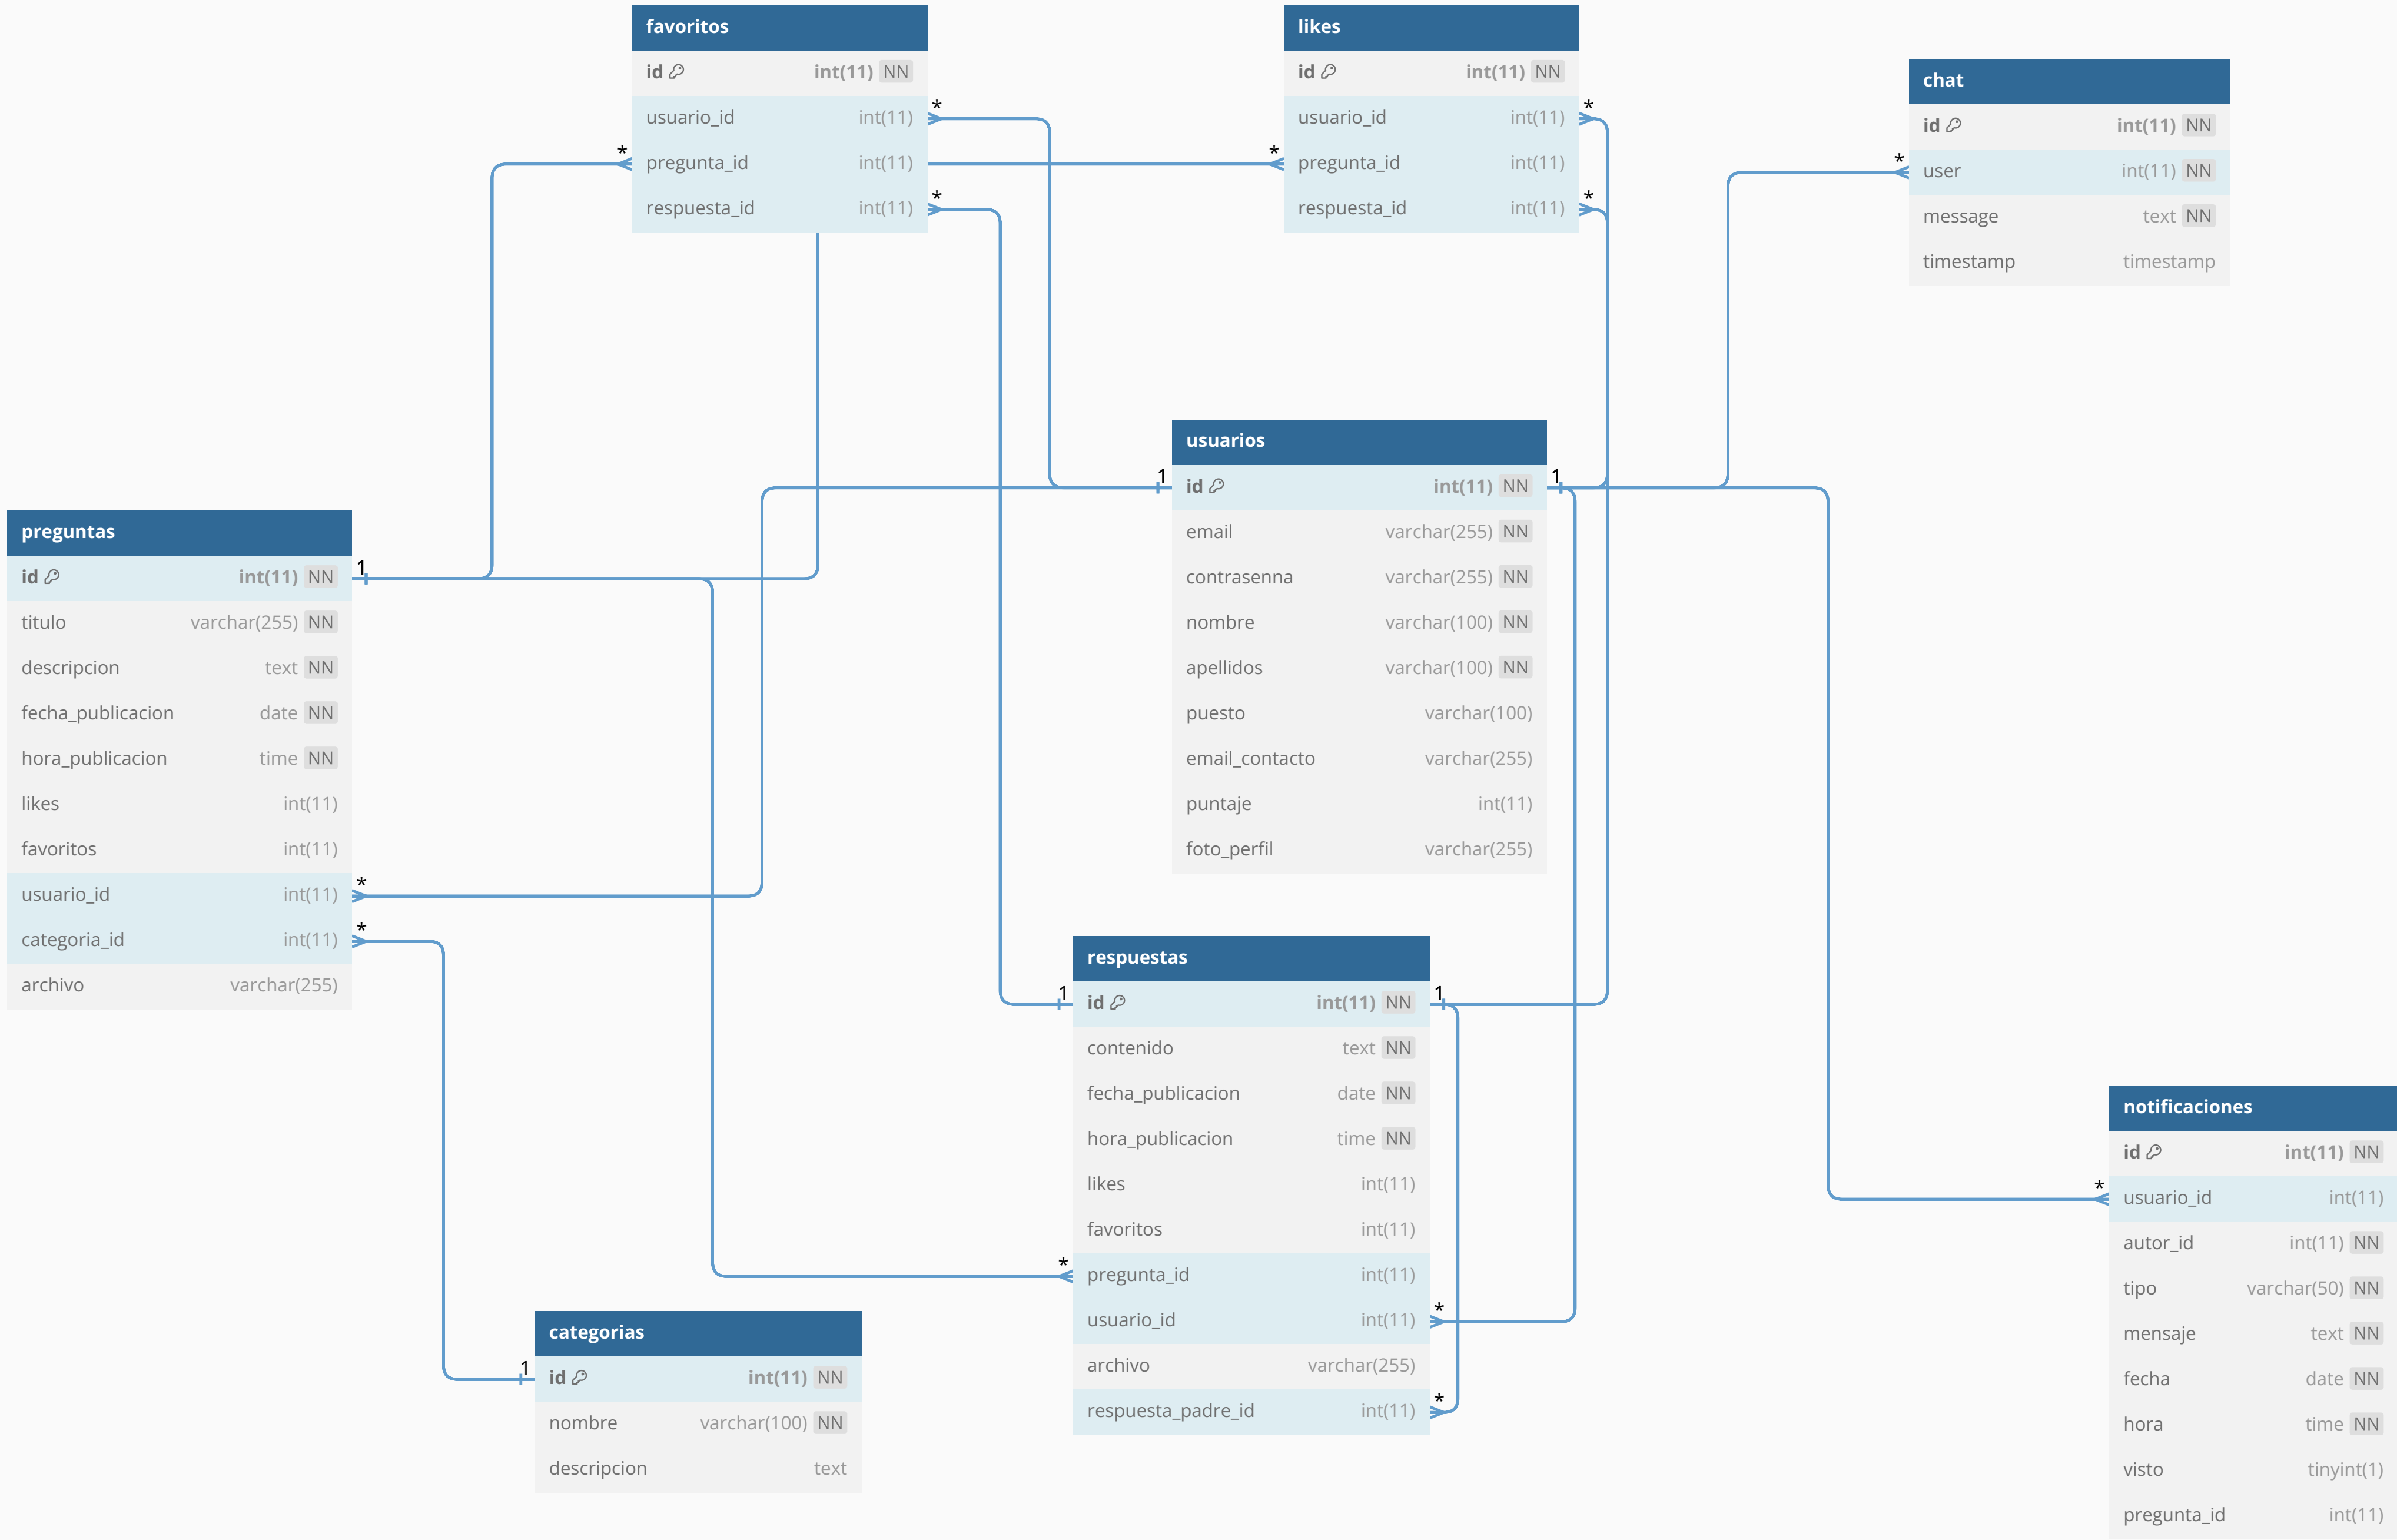 favoritos
id int(11) NN
usuario_id int(11)
pregunta_id int(11)
respuesta_id int(11)
*
*
*
likes
id int(11) NN
usuario_id int(11)
pregunta_id int(11)
respuesta_id int(11)
*
*
*
chat
id int(11) NN
user int(11) NN
message text NN
timestamp timestamp
*
usuarios
id int(11) NN
email varchar(255) NN
contrasenna varchar(255) NN
nombre varchar(100) NN
apellidos varchar(100) NN
puesto varchar(100)
email_contacto varchar(255)
puntaje int(11)
foto_perfil varchar(255)
1
1
preguntas
id int(11) NN
titulo varchar(255) NN
descripcion text NN
fecha_publicacion date NN
hora_publicacion time NN
likes int(11)
favoritos int(11)
usuario_id int(11)
categoria_id int(11)
archivo varchar(255)
1
*
*
respuestas
id int(11) NN
contenido text NN
fecha_publicacion date NN
hora_publicacion time NN
likes int(11)
favoritos int(11)
pregunta_id int(11)
usuario_id int(11)
archivo varchar(255)
respuesta_padre_id int(11)
1
1
*
*
*
categorias
id int(11) NN
nombre varchar(100) NN
descripcion text
1
notificaciones
id int(11) NN
usuario_id int(11)
autor_id int(11) NN
tipo varchar(50) NN
mensaje text NN
fecha date NN
hora time NN
visto tinyint(1)
pregunta_id int(11)
*